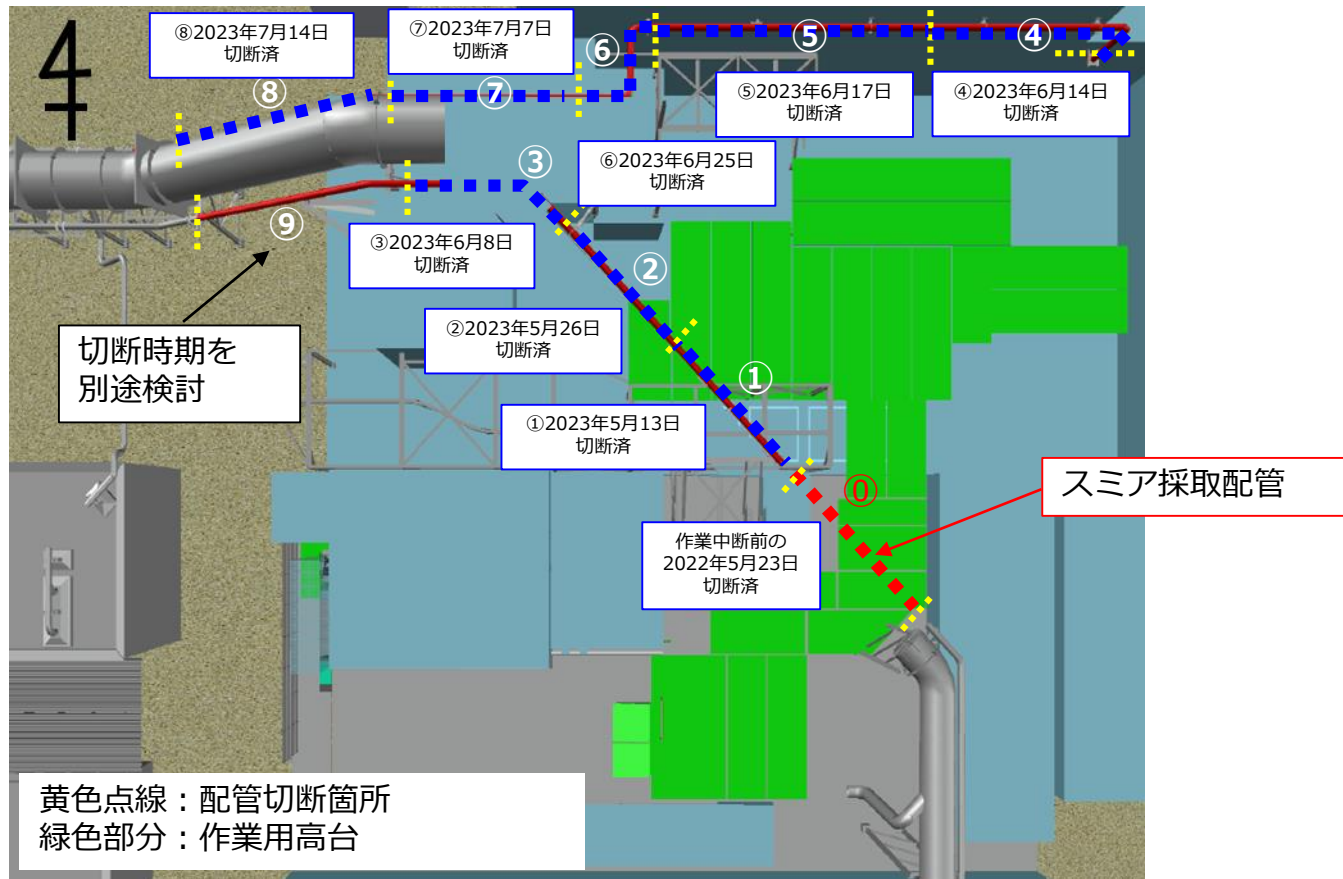 ⑧2023年7月14日
切断済
⑦2023年7月7日
切断済
⑥
⑤
④
⑧
⑦
⑤2023年6月17日
切断済
④2023年6月14日
切断済
③
⑥2023年6月25日
切断済
⑨
③2023年6月8日
切断済
②
②2023年5月26日
切断済
切断時期を
別途検討
①
①2023年5月13日
切断済
⓪
スミア採取配管
作業中断前の
2022年5月23日
切断済
黄色点線：配管切断箇所
緑色部分：作業用高台